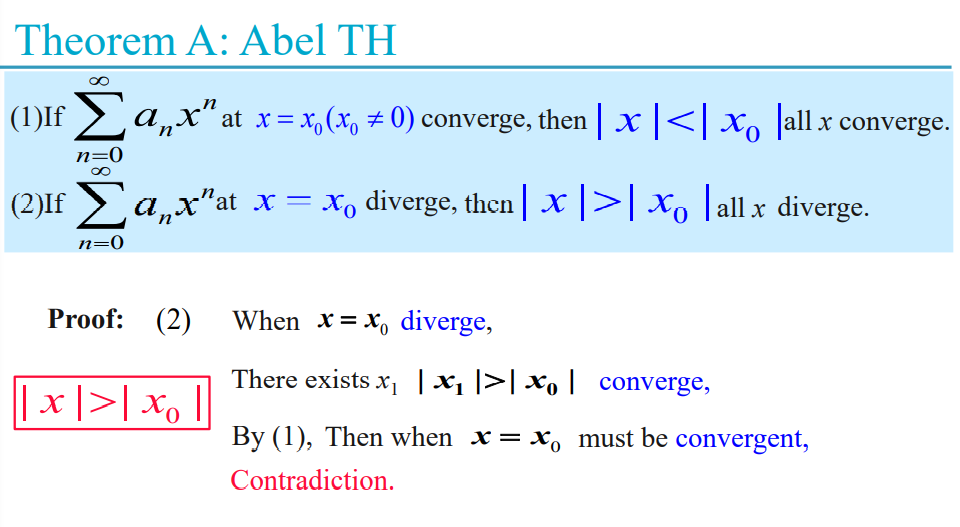 Theorem A: Abel TH
(1)If $\sum_{n=0}^{\infty} a_n x^n$ at $x = x_0 (x_0 \neq 0)$ converge, then $| x | < | x_0 |$ all x converge.
(2)If $\sum_{n=0}^{\infty} a_n x^n$ at $x = x_0$ diverge, then $| x | > | x_0 |$ all x diverge.
Proof: (2) When $x = x_0$ diverge,
There exists $x_1$ $| x_1 | > | x_0 |$ converge,
$| x | > | x_0 |$
By (1), Then when $x = x_0$ must be convergent,
Contradiction.